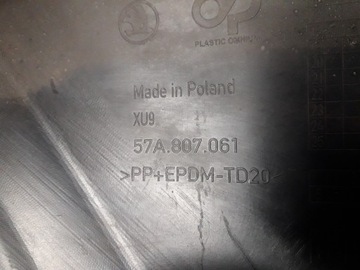 PLASTIC OMNIUM
Made in Poland
XU9
57A.807.061
>PP+EPDM-TD20